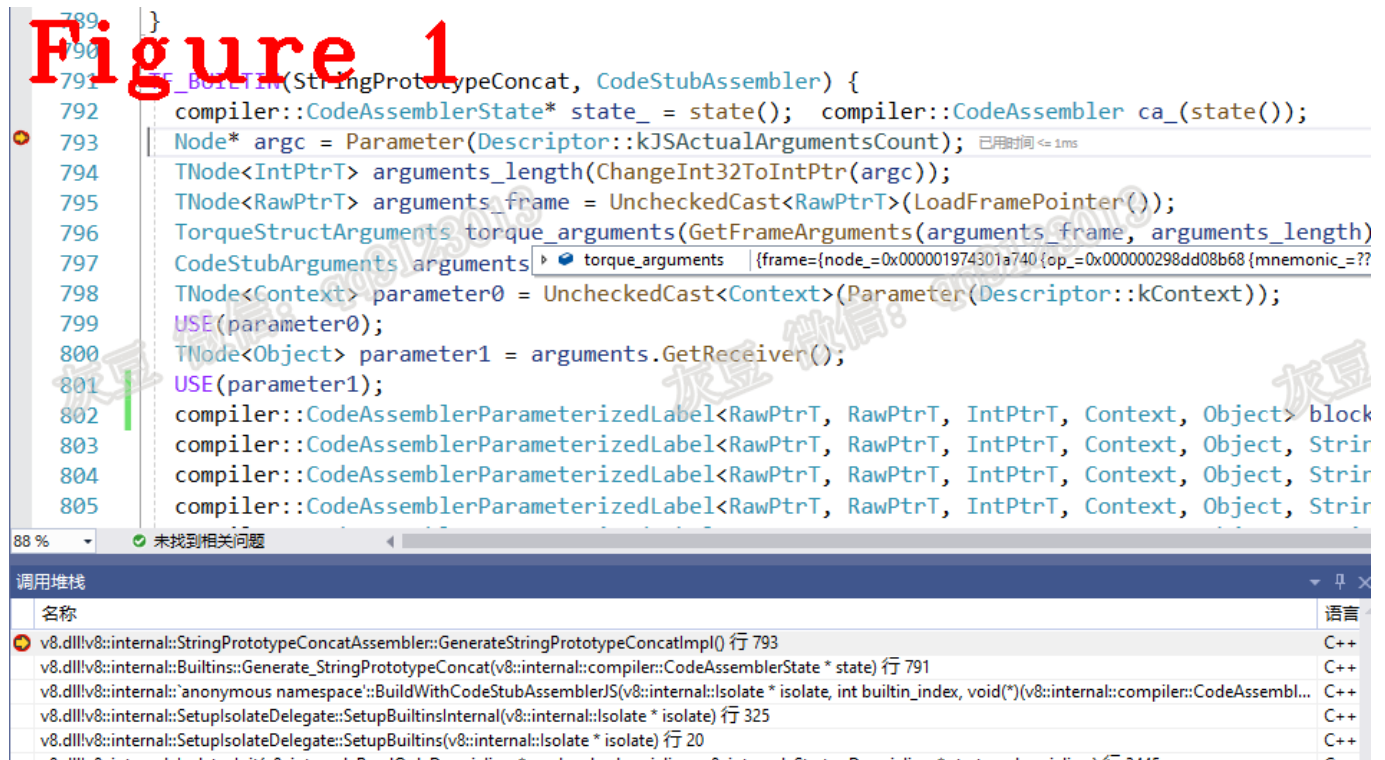 Figure 1
789 }
790
791 TF_BUILTIN(StringPrototypeConcat, CodeStubAssembler) {
792 compiler::CodeAssemblerState* state_ = state(); compiler::CodeAssembler ca_(state());
793 Node* argc = Parameter(Descriptor::kJSActualArgumentsCount); 已用时间 <= 1ms
794 TNode<IntPtrT> arguments_length(ChangeInt32ToIntPtr(argc));
795 TNode<RawPtrT> arguments_frame = UncheckedCast<RawPtrT>(LoadFramePointer());
796 TorqueStructArguments torque_arguments(GetFrameArguments(arguments_frame, arguments_length)
797 CodeStubArguments arguments
torque_arguments {frame={node_=0x000001974301a740 {op_=0x000000298dd08b68 {mnemonic_=??
798 TNode<Context> parameter0 = UncheckedCast<Context>(Parameter(Descriptor::kContext));
799 USE(parameter0);
800 TNode<Object> parameter1 = arguments.GetReceiver();
801 USE(parameter1);
802 compiler::CodeAssemblerParameterizedLabel<RawPtrT, RawPtrT, IntPtrT, Context, Object> block
803 compiler::CodeAssemblerParameterizedLabel<RawPtrT, RawPtrT, IntPtrT, Context, Object, Strin
804 compiler::CodeAssemblerParameterizedLabel<RawPtrT, RawPtrT, IntPtrT, Context, Object, Strin
805 compiler::CodeAssemblerParameterizedLabel<RawPtrT, RawPtrT, IntPtrT, Context, Object, Strin
88 % 未找到相关问题
调用堆栈
名称 语言
v8.dll!v8::internal::StringPrototypeConcatAssembler::GenerateStringPrototypeConcatImpl() 行 793 C++
v8.dll!v8::internal::Builtins::Generate_StringPrototypeConcat(v8::internal::compiler::CodeAssemblerState * state) 行 791 C++
v8.dll!v8::internal::`anonymous namespace'::BuildWithCodeStubAssemblerJS(v8::internal::Isolate * isolate, int builtin_index, void(*)(v8::internal::compiler::CodeAssembl... C++
v8.dll!v8::internal::SetupIsolateDelegate::SetupBuiltinsInternal(v8::internal::Isolate * isolate) 行 325 C++
v8.dll!v8::internal::SetupIsolateDelegate::SetupBuiltins(v8::internal::Isolate * isolate) 行 20 C++